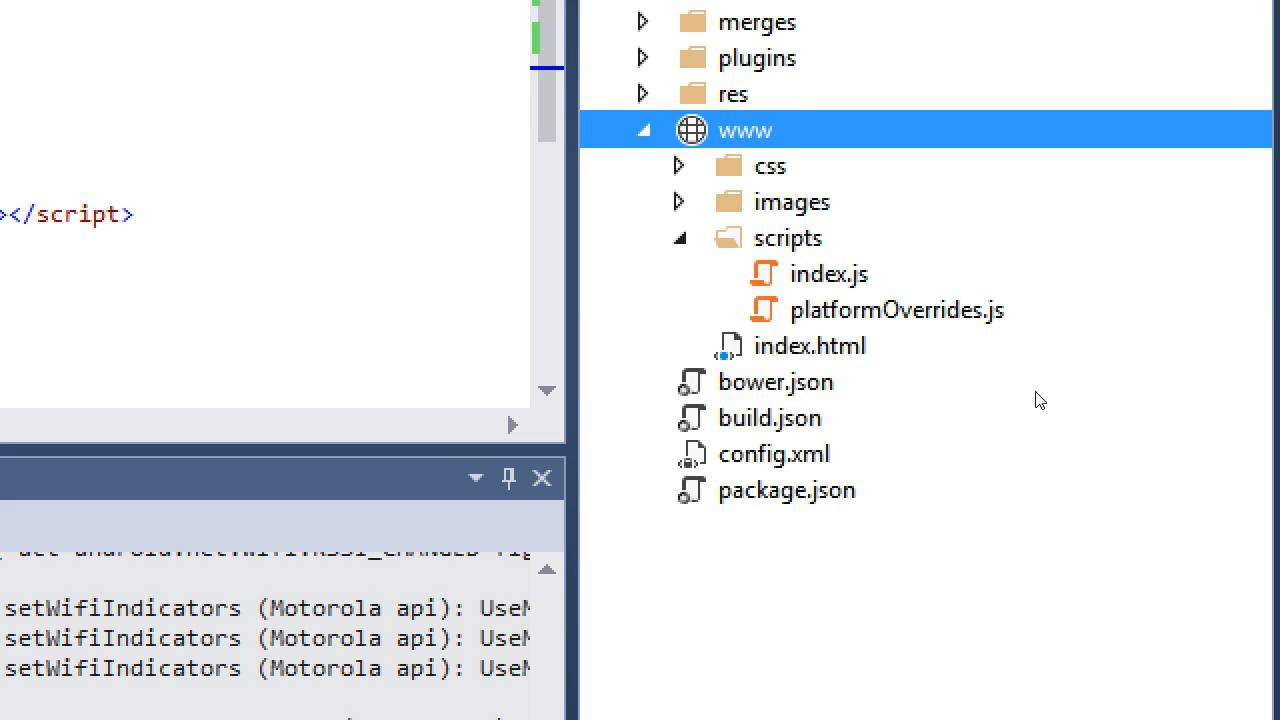 ></script>
setWifiIndicators (Motorola api): Use
setWifiIndicators (Motorola api): Use
setWifiIndicators (Motorola api): Use
merges
plugins
res
www
css
images
scripts
index.js
platformOverrides.js
index.html
bower.json
build.json
config.xml
package.json